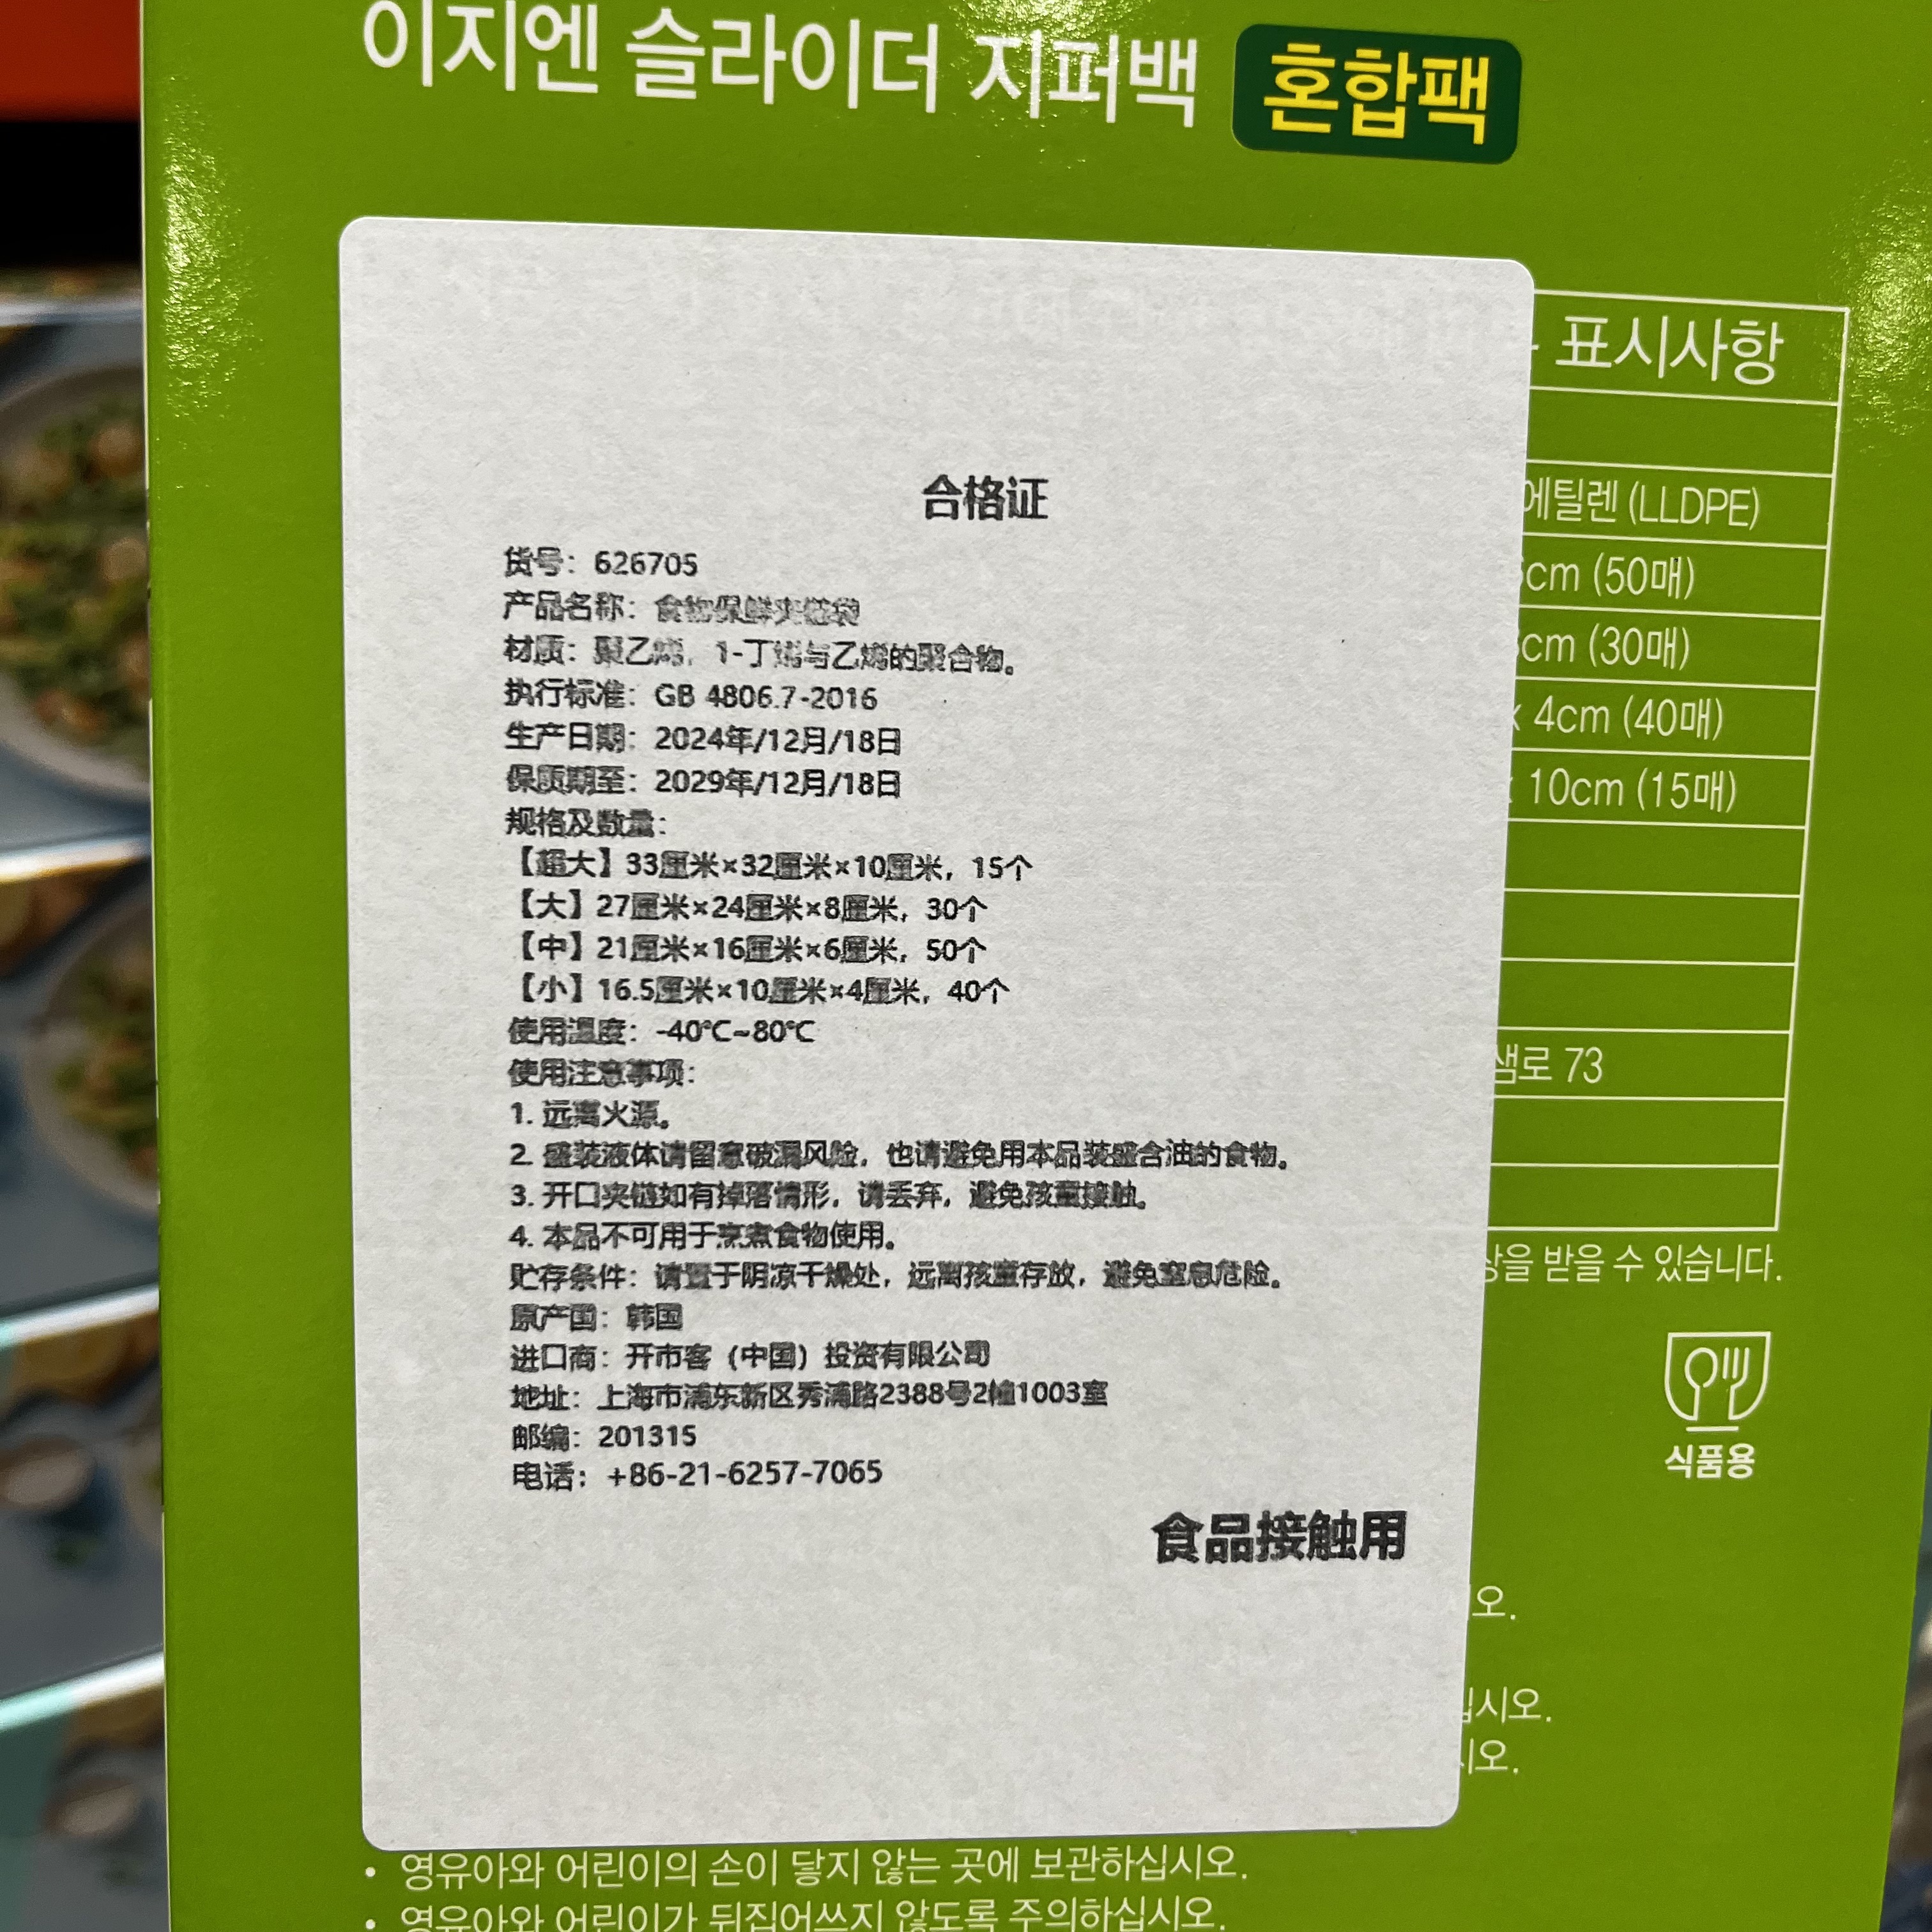 이지엔 슬라이더 지퍼백 혼합팩
표시사항
에틸렌 (LLDPE)
cm (50매)
cm (30매)
x 4cm (40매)
10cm (15매)
샘로 73
을 받을 수 있습니다.
식품용
오.
십시오.
시오.
合格证
货号：626705
产品名称：食物保鲜夹链袋
材质：聚乙烯，1-丁烯与乙烯的聚合物。
执行标准：GB 4806.7-2016
生产日期：2024年/12月/18日
保质期至：2029年/12月/18日
规格及数量：
【超大】33厘米×32厘米×10厘米，15个
【大】27厘米×24厘米×8厘米，30个
【中】21厘米×16厘米×6厘米，50个
【小】16.5厘米×10厘米×4厘米，40个
使用温度：-40℃~80℃
使用注意事项：
1. 远离火源。
2. 盛装液体请留意破漏风险，也请避免用本品装盛含油的食物。
3. 开口夹链如有掉落情形，请丢弃，避免孩童接触。
4. 本品不可用于烹煮食物使用。
贮存条件：请置于阴凉干燥处，远离孩童存放，避免窒息危险。
原产国：韩国
进口商：开市客（中国）投资有限公司
地址：上海市浦东新区秀浦路2388号2幢1003室
邮编：201315
电话：+86-21-6257-7065
食品接触用
• 영유아와 어린이의 손이 닿지 않는 곳에 보관하십시오.
• 영유아와 어린이가 뒤집어쓰지 않도록 주의하십시오.